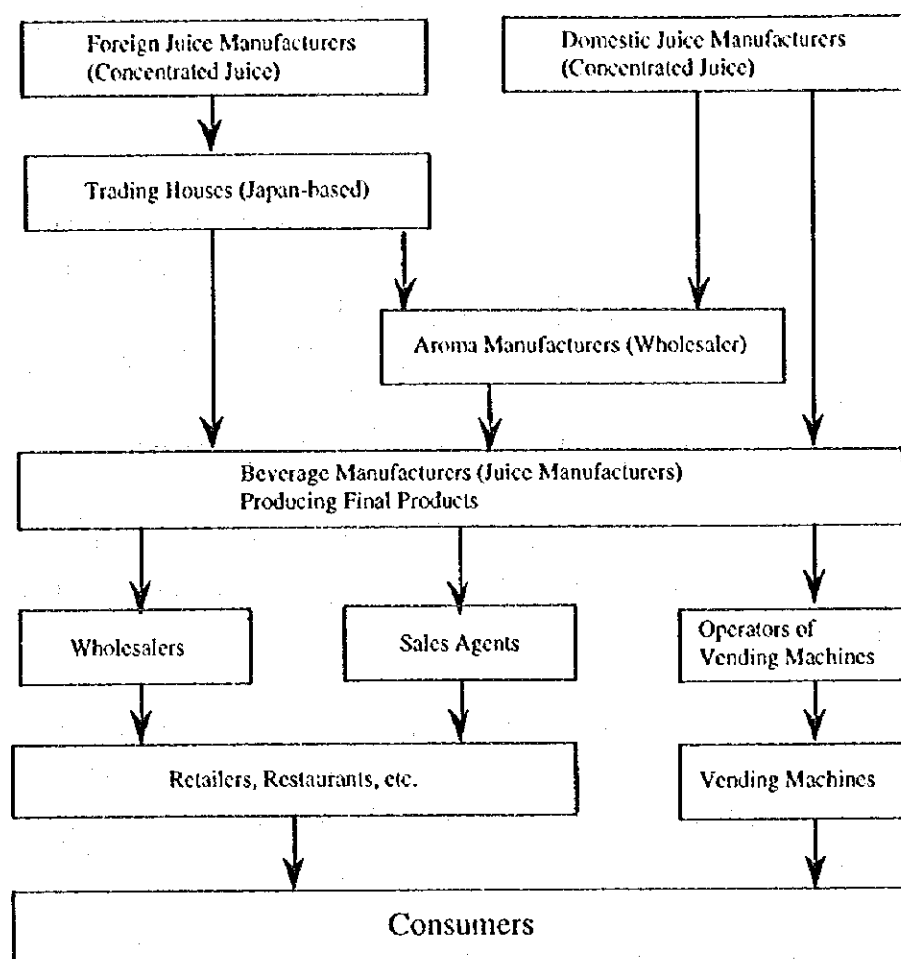 Foreign Juice Manufacturers
(Concentrated Juice)
Domestic Juice Manufacturers
(Concentrated Juice)
Trading Houses (Japan-based)
Aroma Manufacturers (Wholesaler)
Beverage Manufacturers (Juice Manufacturers)
Producing Final Products
Wholesalers
Sales Agents
Operators of
Vending Machines
Retailers, Restaurants, etc.
Vending Machines
Consumers